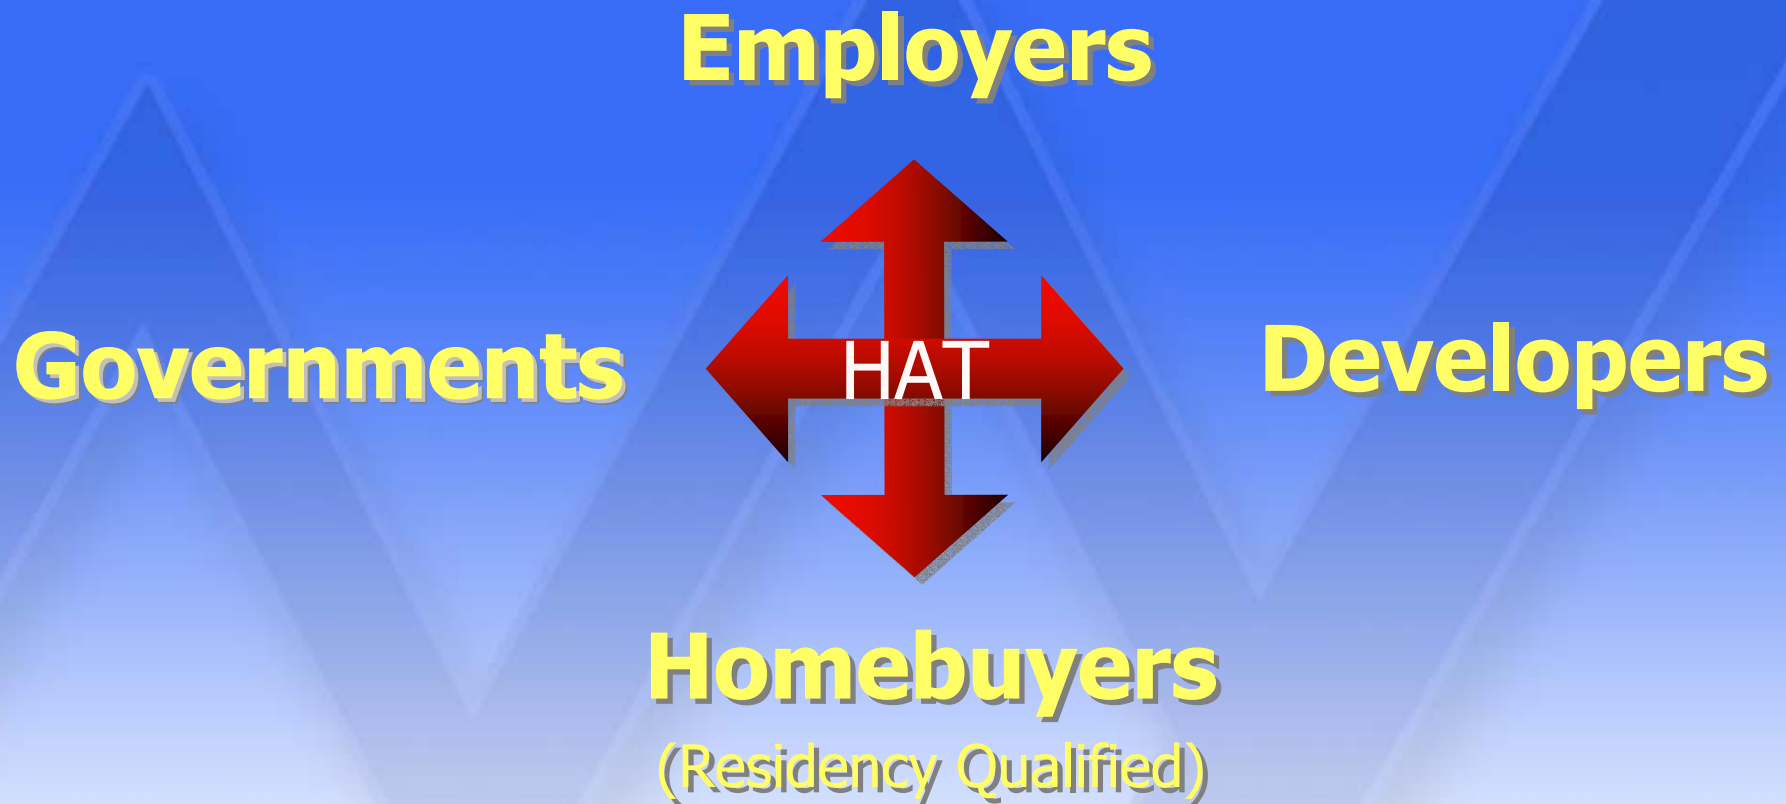 Employers
Governments
HAT
Developers
Homebuyers
(Residency Qualified)